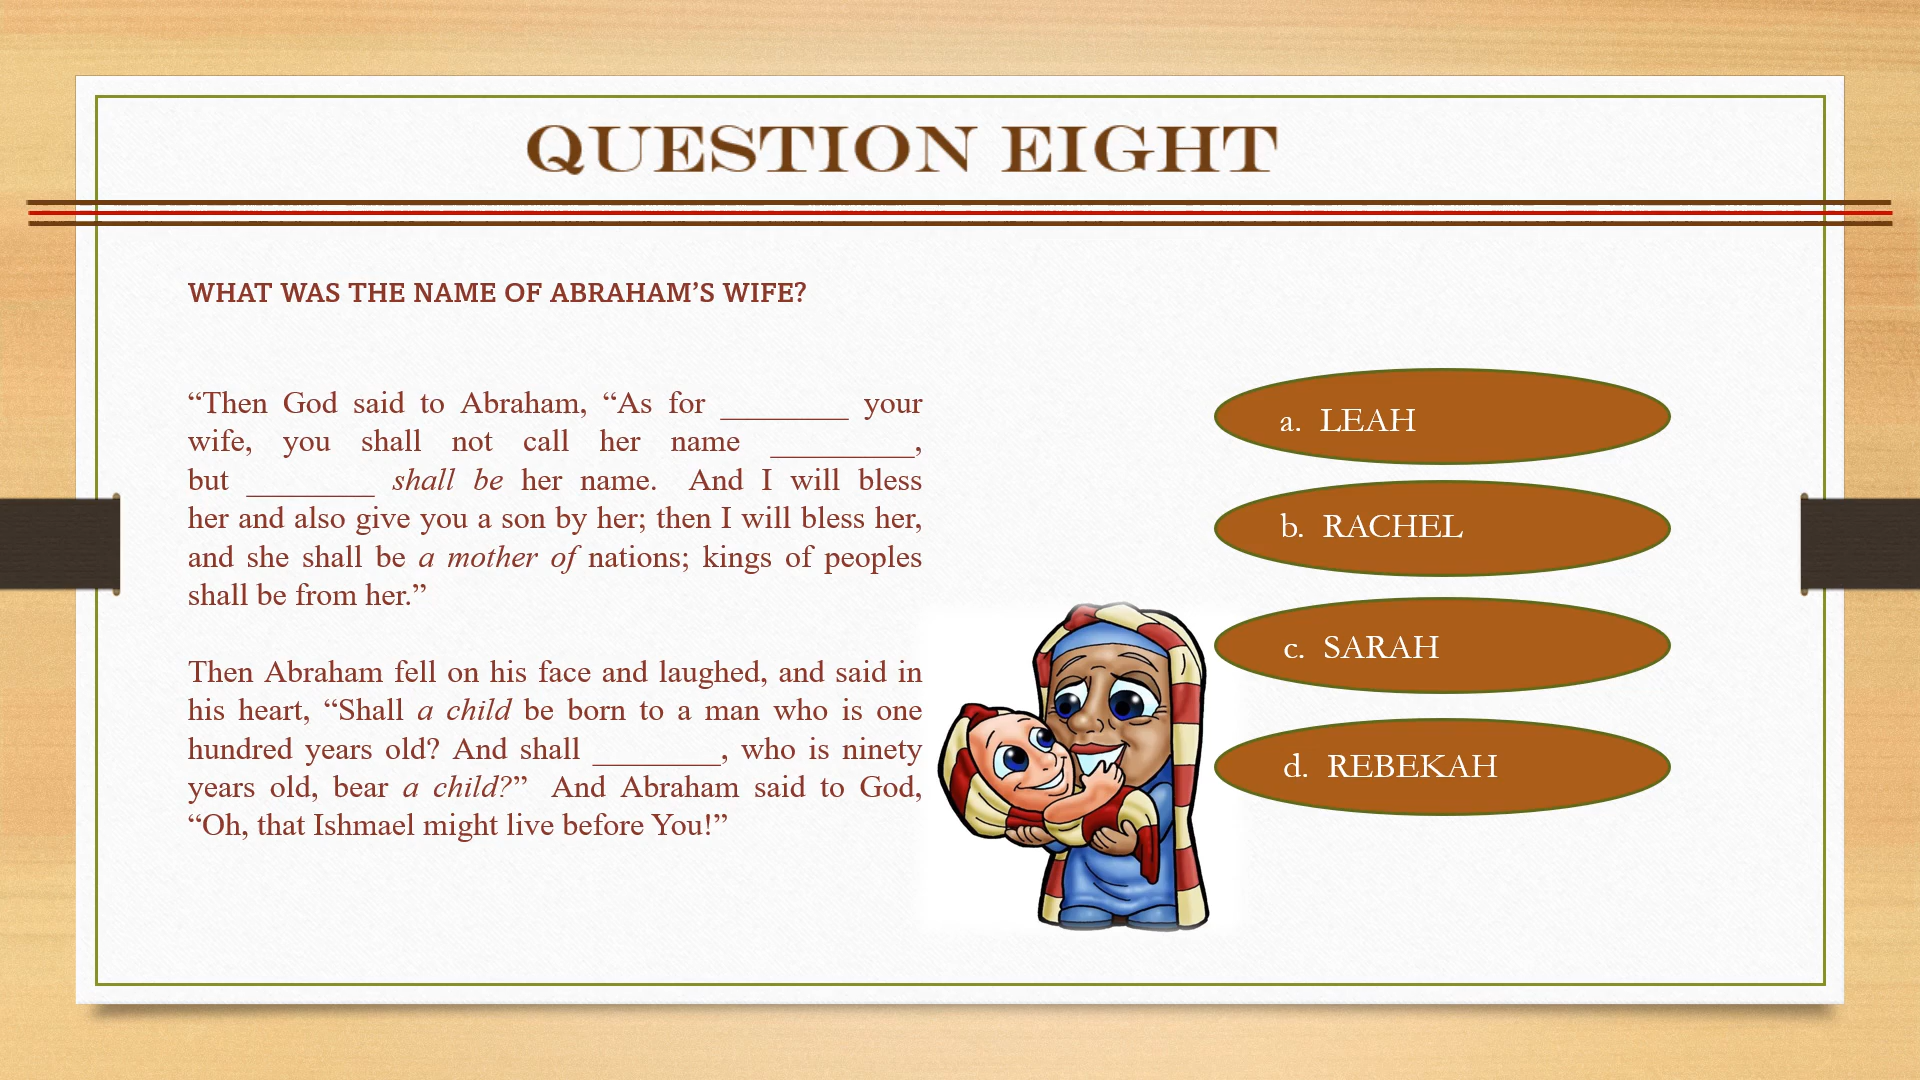 QUESTION EIGHT
WHAT WAS THE NAME OF ABRAHAM’S WIFE?
“Then God said to Abraham, “As for ________ your
wife, you shall not call her name _________,
but ________ shall be her name.  And I will bless
her and also give you a son by her; then I will bless her,
and she shall be a mother of nations; kings of peoples
shall be from her.”
Then Abraham fell on his face and laughed, and said in
his heart, “Shall a child be born to a man who is one
hundred years old? And shall ________, who is ninety
years old, bear a child?”  And Abraham said to God,
“Oh, that Ishmael might live before You!”
a. LEAH
b. RACHEL
c. SARAH
d. REBEKAH